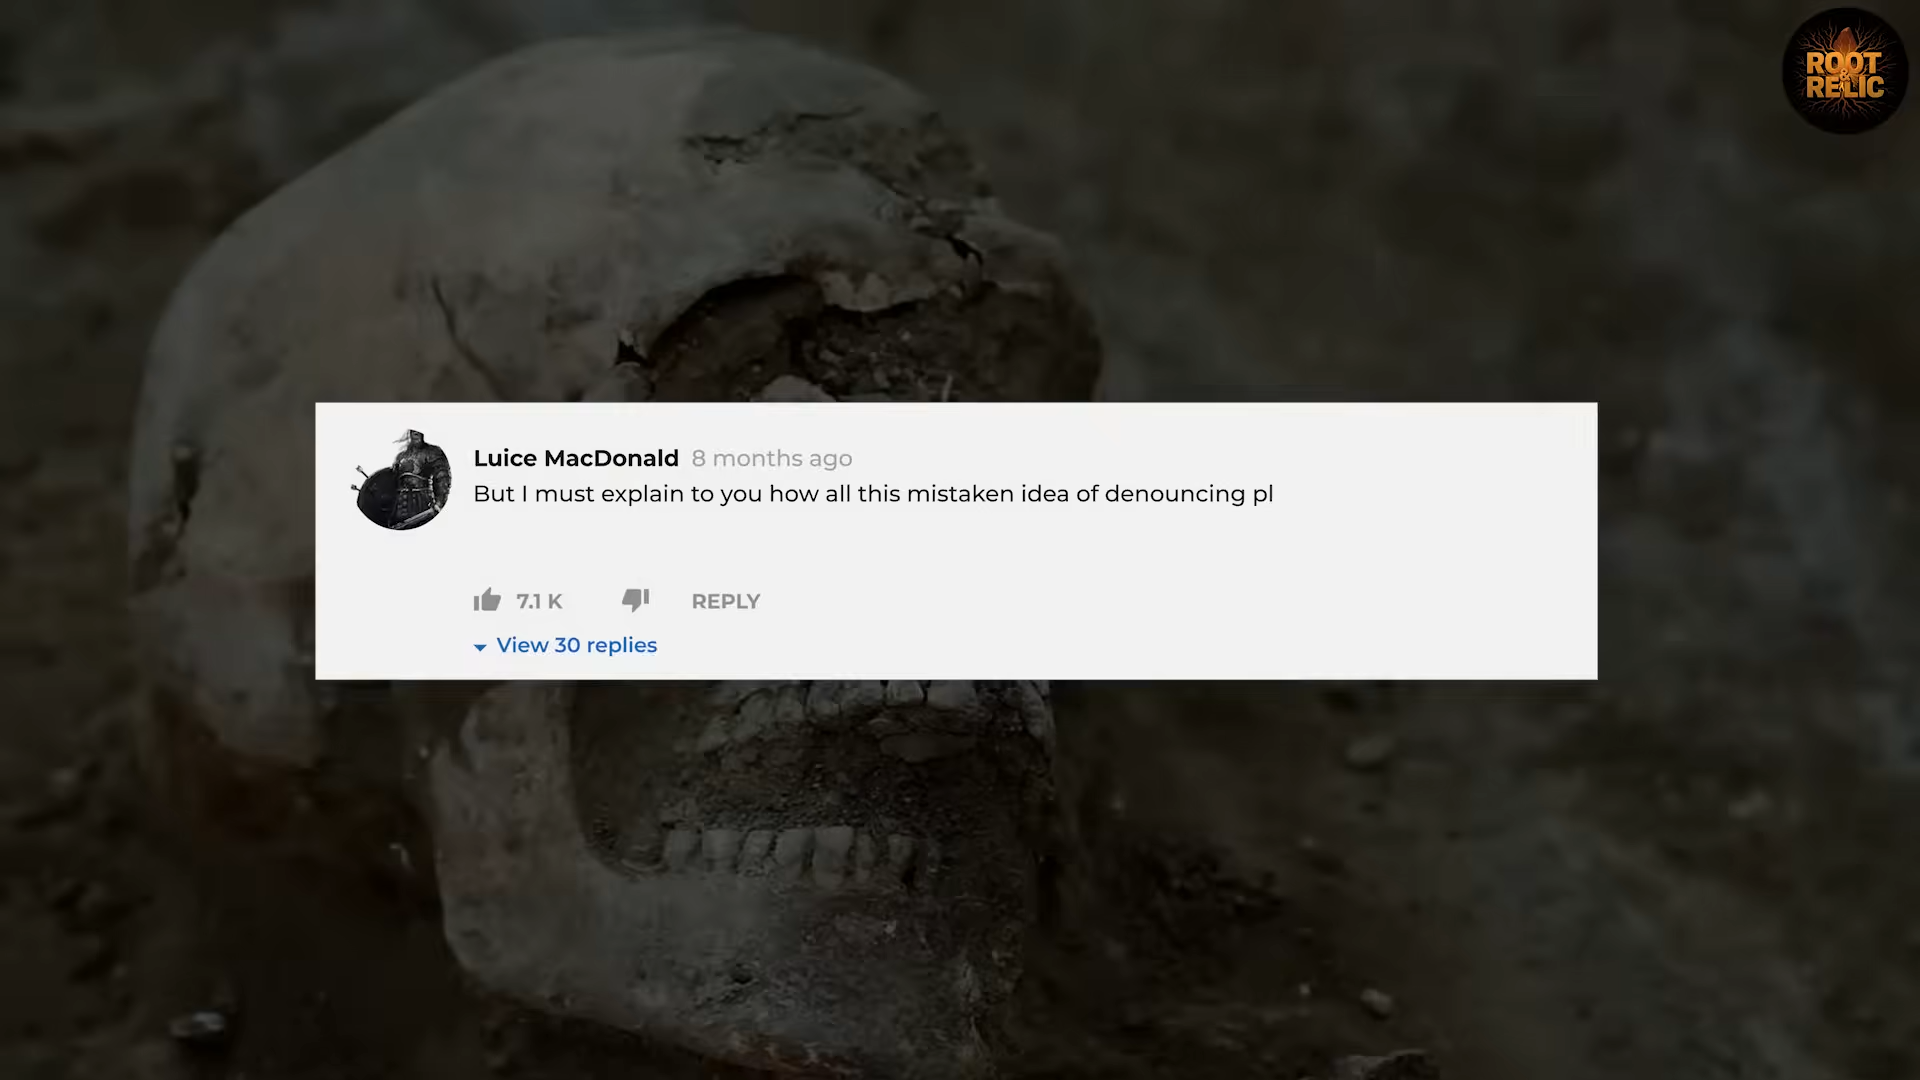 ROOT
&
RELIC
Luice MacDonald 8 months ago
But I must explain to you how all this mistaken idea of denouncing pl
7.1 K REPLY
View 30 replies